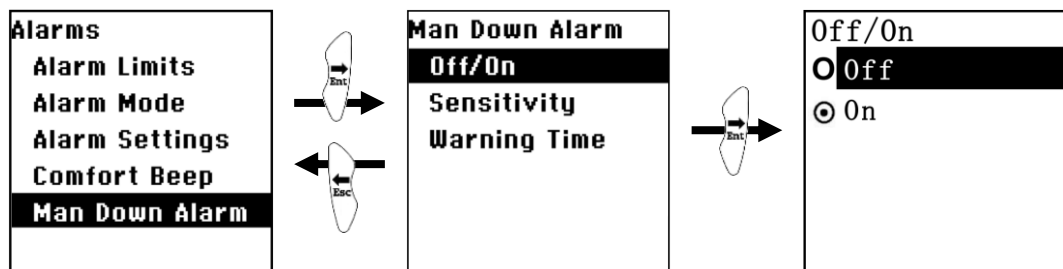 Alarms
Alarm Limits
Alarm Mode
Alarm Settings
Comfort Beep
Man Down Alarm
Ent
Esc
Man Down Alarm
Off/On
Sensitivity
Warning Time
Ent
Off/On
Off
On